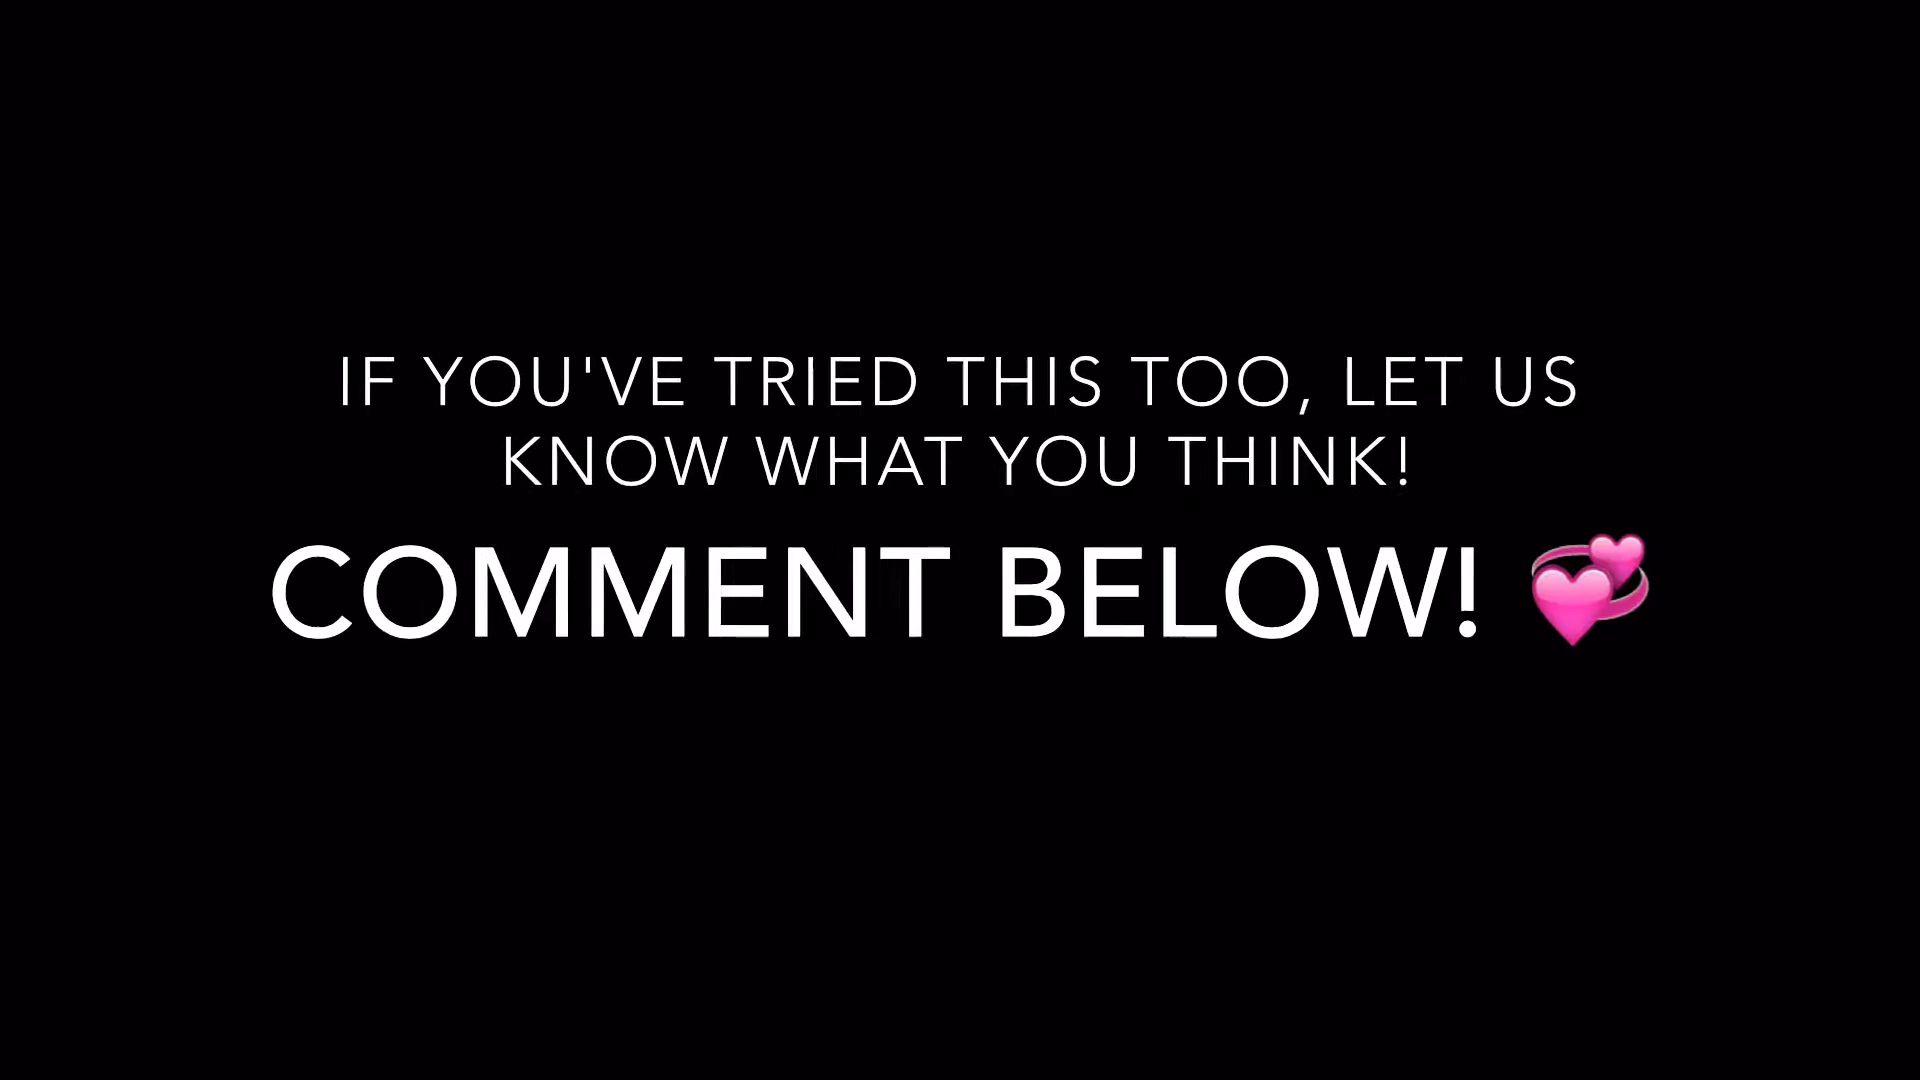 IF YOU'VE TRIED THIS TOO, LET US
KNOW WHAT YOU THINK!
COMMENT BELOW! 💞